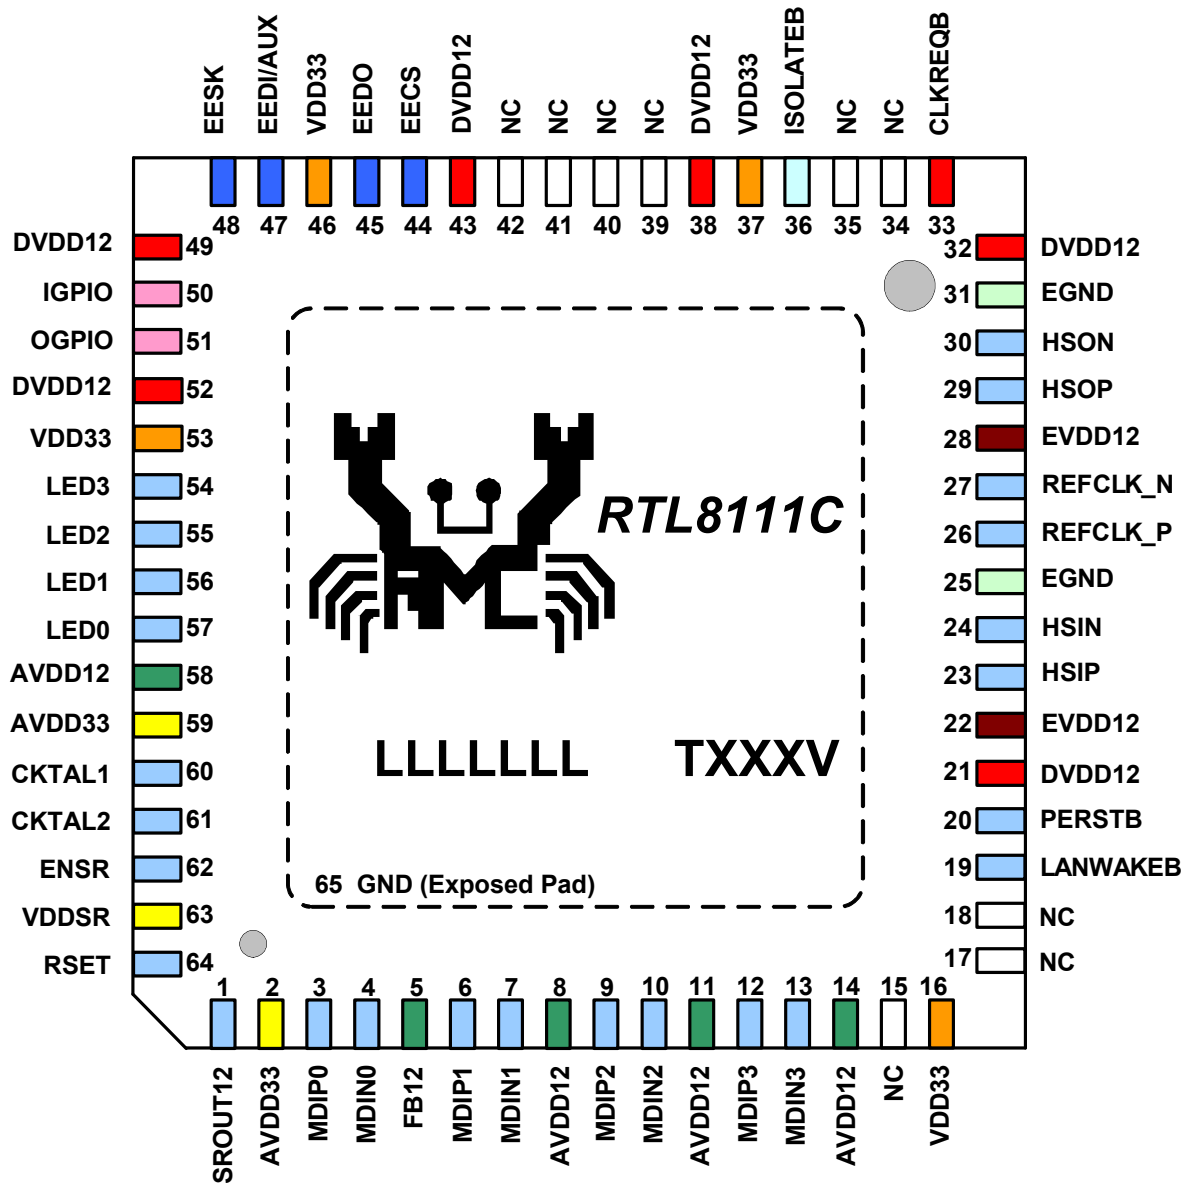 EESK
EEDI/AUX
VDD33
EEDO
EECS
DVDD12
NC
NC
NC
NC
DVDD12
VDD33
ISOLATEB
NC
NC
CLKREQB
48 47 46 45 44 43 42 41 40 39 38 37 36 35 34 33
DVDD12 49
IGPIO 50
OGPIO 51
DVDD12 52
VDD33 53
LED3 54
LED2 55
LED1 56
LED0 57
AVDD12 58
AVDD33 59
CKTAL1 60
CKTAL2 61
ENSR 62
VDDSR 63
RSET 64
32 DVDD12
31 EGND
30 HSON
29 HSOP
28 EVDD12
27 REFCLK_N
26 REFCLK_P
25 EGND
24 HSIN
23 HSIP
22 EVDD12
21 DVDD12
20 PERSTB
19 LANWAKEB
18 NC
17 NC
RTL8111C
LLLLLLL TXXXV
65 GND (Exposed Pad)
1 2 3 4 5 6 7 8 9 10 11 12 13 14 15 16
SROUT12
AVDD33
MDIP0
MDIN0
FB12
MDIP1
MDIN1
AVDD12
MDIP2
MDIN2
AVDD12
MDIP3
MDIN3
AVDD12
NC
VDD33